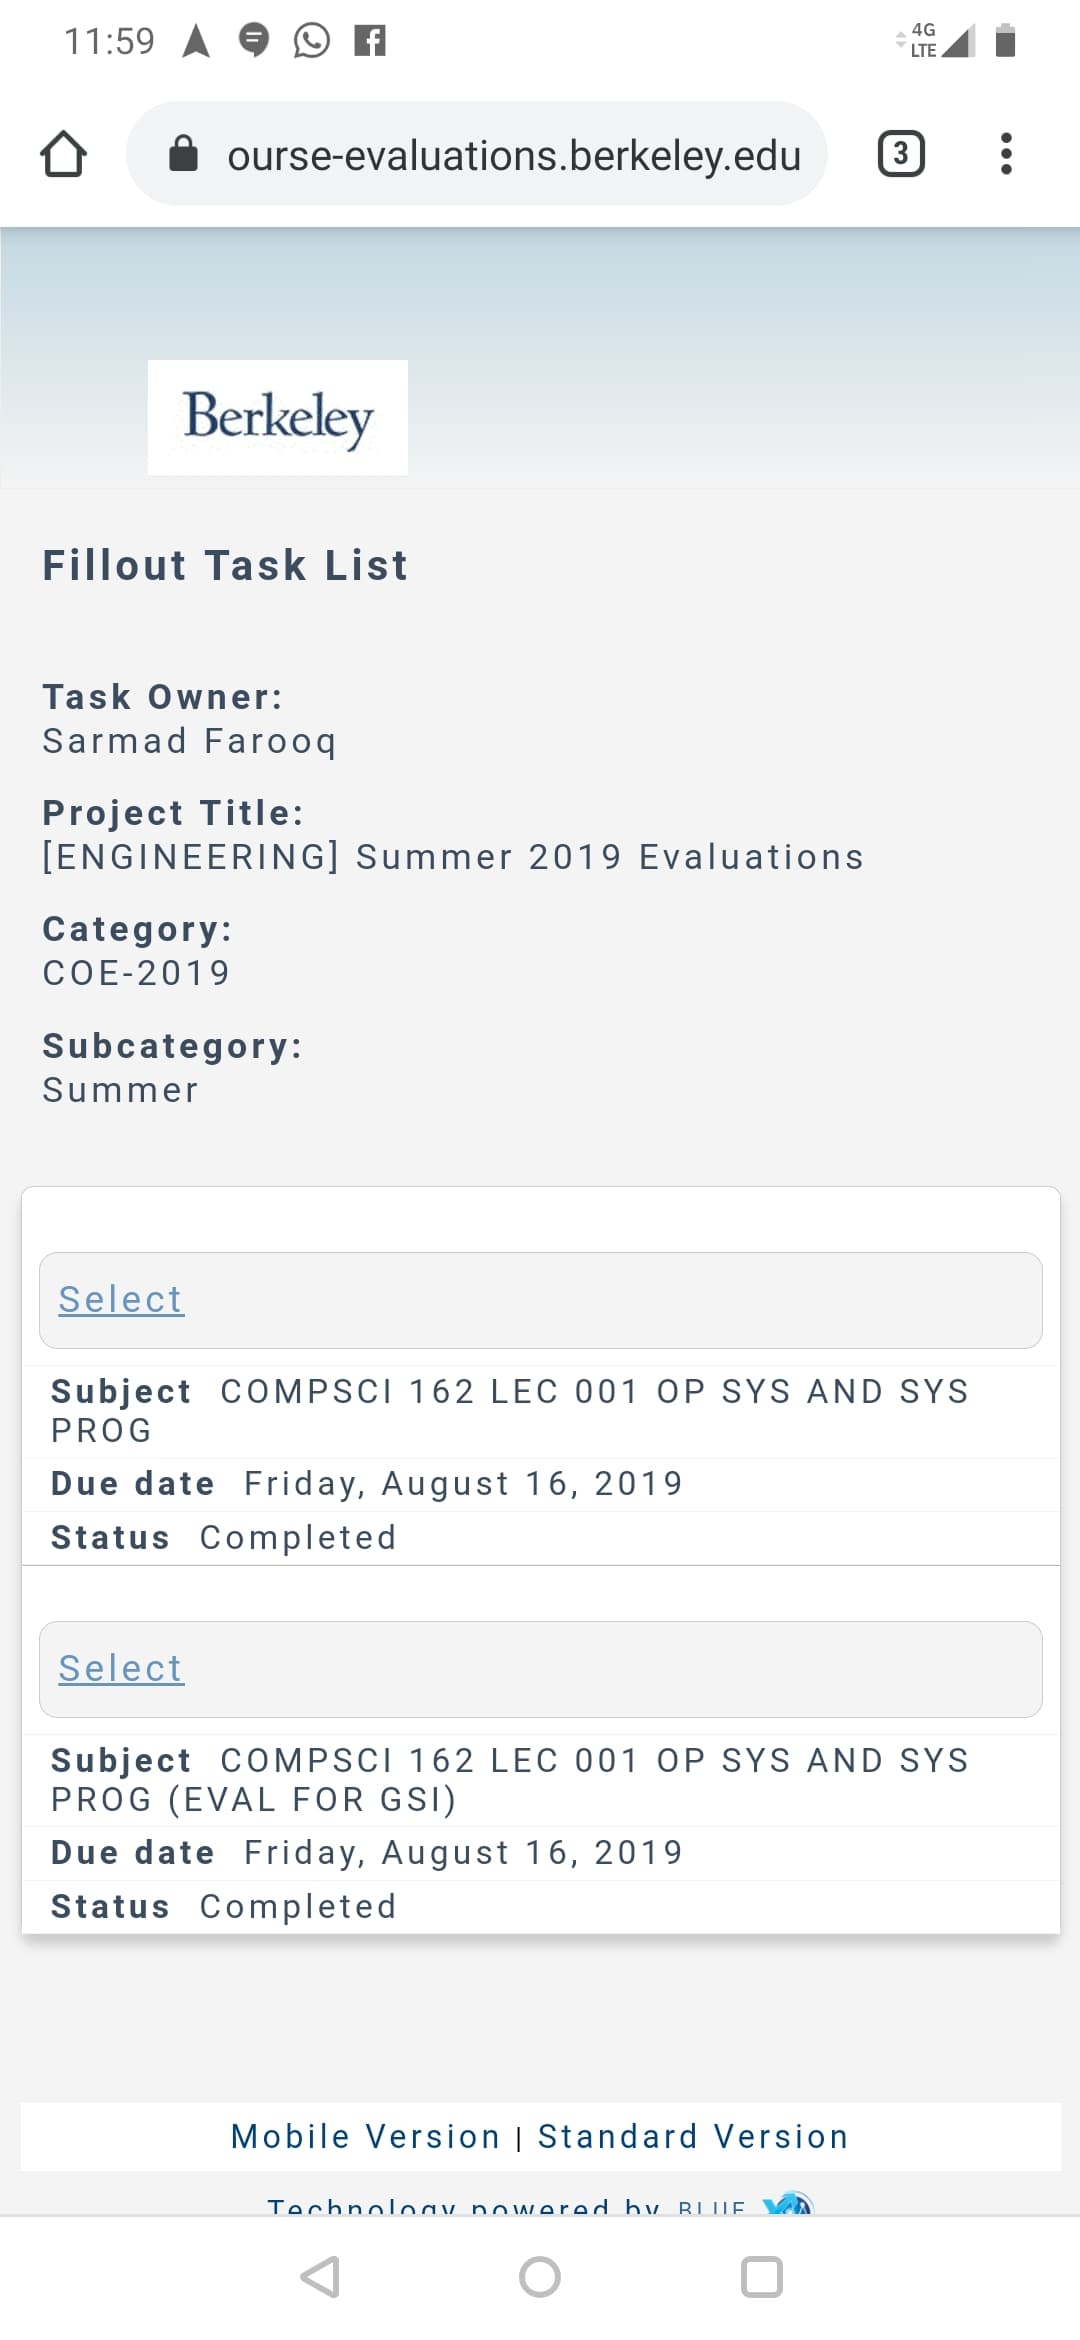 11:59
4G
LTE
ourse-evaluations.berkeley.edu
3
Berkeley
Fillout Task List
Task Owner:
Sarmad Farooq
Project Title:
[ENGINEERING] Summer 2019 Evaluations
Category:
COE-2019
Subcategory:
Summer
Select
Subject COMPSCI 162 LEC 001 OP SYS AND SYS
PROG
Due date Friday, August 16, 2019
Status Completed
Select
Subject COMPSCI 162 LEC 001 OP SYS AND SYS
PROG (EVAL FOR GSI)
Due date Friday, August 16, 2019
Status Completed
Mobile Version | Standard Version
Technology powered by BLUE